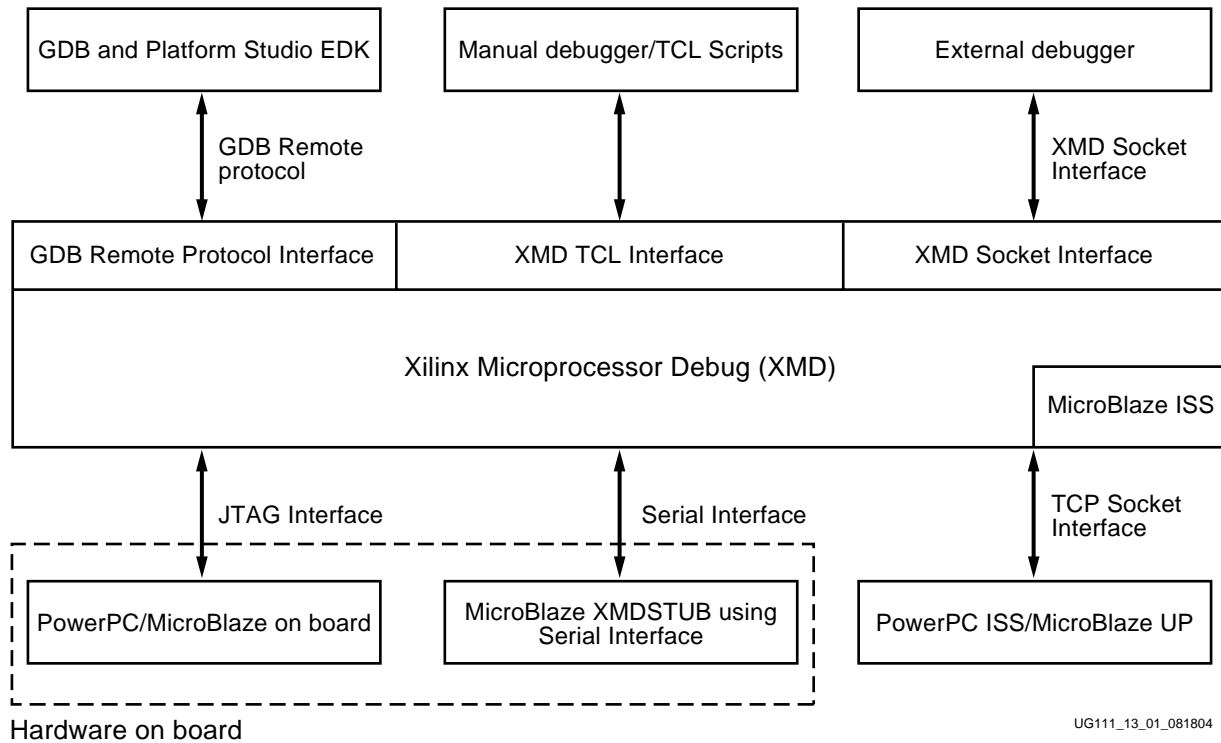 GDB and Platform Studio EDK
Manual debugger/TCL Scripts
External debugger
GDB Remote
protocol
XMD Socket
Interface
GDB Remote Protocol Interface
XMD TCL Interface
XMD Socket Interface
Xilinx Microprocessor Debug (XMD)
MicroBlaze ISS
JTAG Interface
Serial Interface
TCP Socket
Interface
PowerPC/MicroBlaze on board
MicroBlaze XMDSTUB using
Serial Interface
PowerPC ISS/MicroBlaze UP
Hardware on board
UG111_13_01_081804